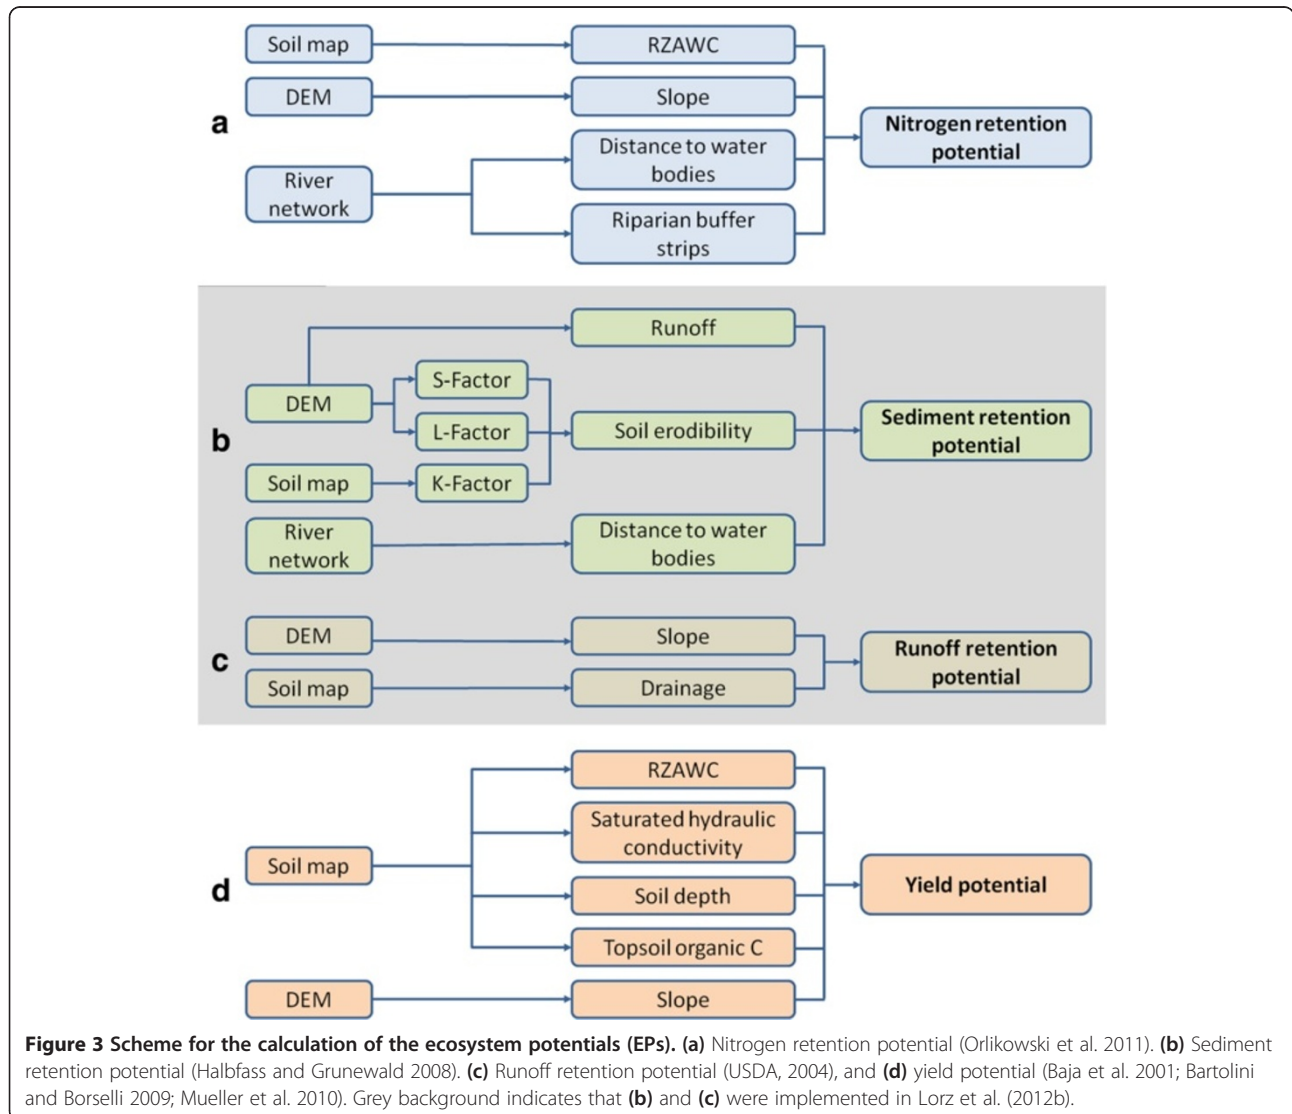 Soil map
RZAWC
DEM
Slope
a
Nitrogen retention
potential
River
network
Distance to water
bodies
Riparian buffer
strips
Runoff
DEM
S-Factor
L-Factor
Soil erodibility
Sediment retention
potential
b
Soil map
K-Factor
River
network
Distance to water
bodies
DEM
Slope
c
Runoff retention
potential
Soil map
Drainage
RZAWC
Saturated hydraulic
conductivity
Soil map
d
Soil depth
Yield potential
Topsoil organic C
DEM
Slope
Figure 3 Scheme for the calculation of the ecosystem potentials (EPs). (a) Nitrogen retention potential (Orlikowski et al. 2011). (b) Sediment
retention potential (Halbfass and Grunewald 2008). (c) Runoff retention potential (USDA, 2004), and (d) yield potential (Baja et al. 2001; Bartolini
and Borselli 2009; Mueller et al. 2010). Grey background indicates that (b) and (c) were implemented in Lorz et al. (2012b).